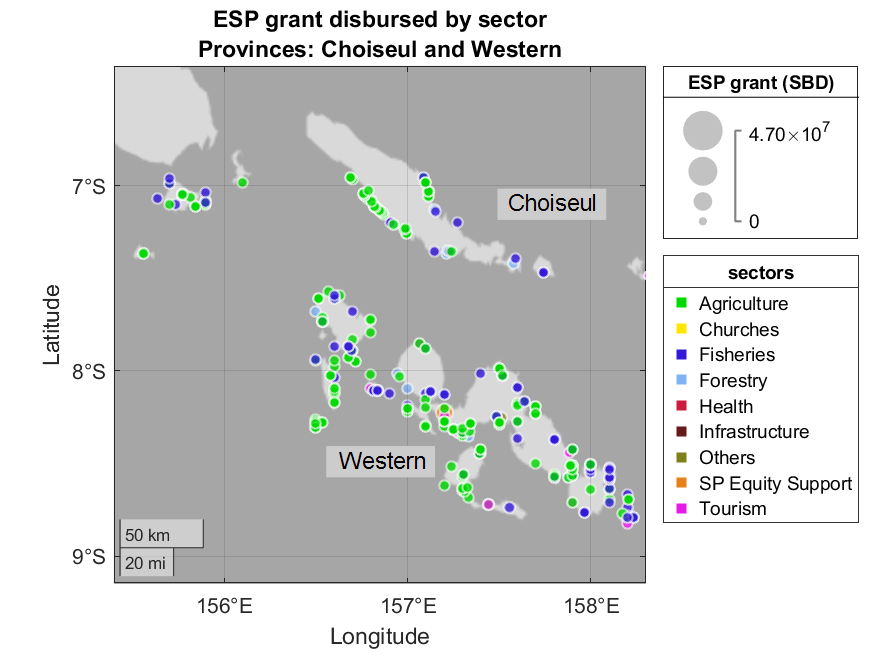 ESP grant disbursed by sector
Provinces: Choiseul and Western
ESP grant (SBD)
4.70×10⁷
0
sectors
Agriculture
Churches
Fisheries
Forestry
Health
Infrastructure
Others
SP Equity Support
Tourism
Choiseul
Western
7°S
8°S
9°S
Latitude
50 km
20 mi
156°E
157°E
158°E
Longitude